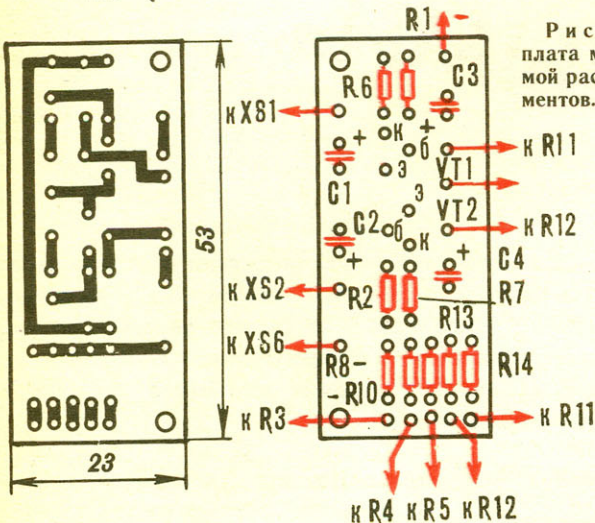 R1 -
Рис
плата м
мой рас
ментов.
R6
C3
к XS1
+
к
+
б
к R11
э
VT1
C1
э
VT2
C2
б
к R12
к
+
C4
53
к XS2
R2
R7
R13
к XS6
R8-
-R10
R14
к R3
к R11
23
к R4 к R5 к R12